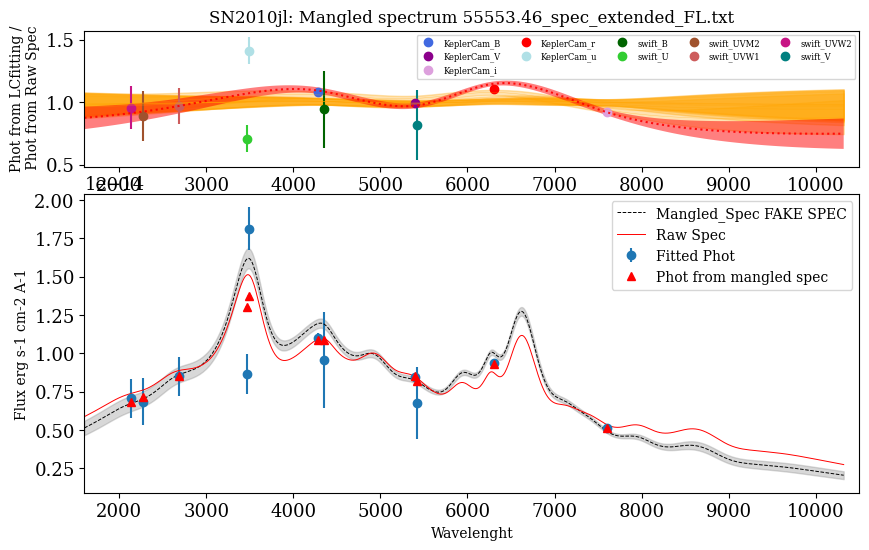 SN2010jl: Mangled spectrum 55553.46_spec_extended_FL.txt
Phot from LCfitting /
Phot from Raw Spec
1.5
1.0
0.5
KeplerCam_B
KeplerCam_V
KeplerCam_i
KeplerCam_r
KeplerCam_u
swift_B
swift_U
swift_UVM2
swift_UVW1
swift_UVW2
swift_V
2000 3000 4000 5000 6000 7000 8000 9000 10000
1e−14
Flux erg s-1 cm-2 A-1
2.00
1.75
1.50
1.25
1.00
0.75
0.50
0.25
Mangled_Spec FAKE SPEC
Raw Spec
Fitted Phot
Phot from mangled spec
2000 3000 4000 5000 6000 7000 8000 9000 10000
Wavelenght